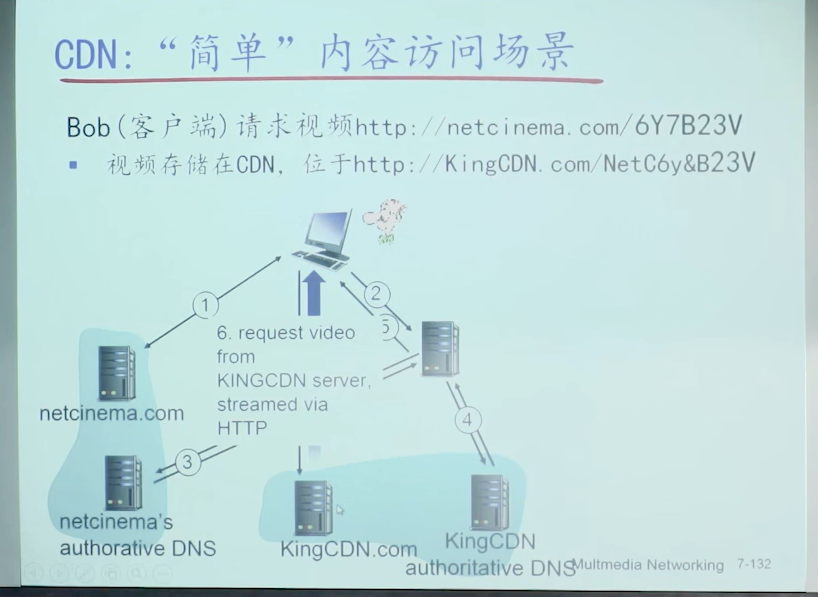 CDN: “简单” 内容访问场景
Bob(客户端)请求视频http://netcinema.com/6Y7B23V
▪ 视频存储在CDN, 位于http://KingCDN.com/NetC6y&B23V
1
2
5
6. request video
from
KINGCDN server,
streamed via
HTTP
netcinema.com
4
3
netcinema's
authorative DNS
KingCDN.com
KingCDN
authoritative DNS
Multmedia Networking 7-132